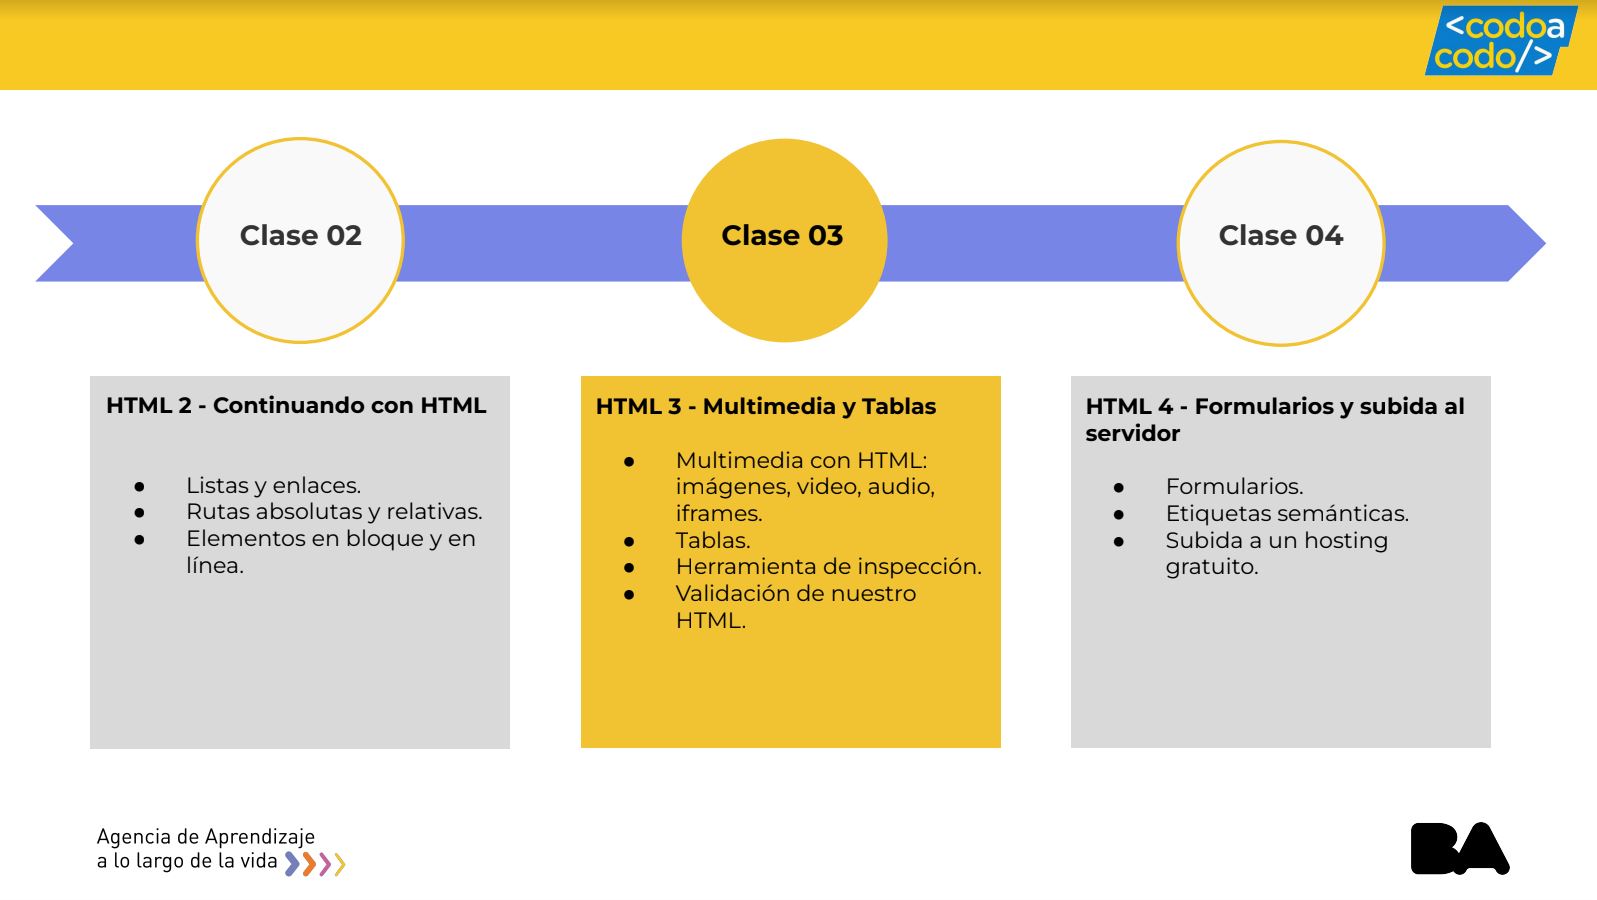 <codoa
codo/>
Clase 02
Clase 03
Clase 04
HTML 2 - Continuando con HTML
● Listas y enlaces.
● Rutas absolutas y relativas.
● Elementos en bloque y en
línea.
HTML 3 - Multimedia y Tablas
● Multimedia con HTML:
imágenes, video, audio,
iframes.
● Tablas.
● Herramienta de inspección.
● Validación de nuestro
HTML.
HTML 4 - Formularios y subida al
servidor
● Formularios.
● Etiquetas semánticas.
● Subida a un hosting
gratuito.
Agencia de Aprendizaje
a lo largo de la vida
BA